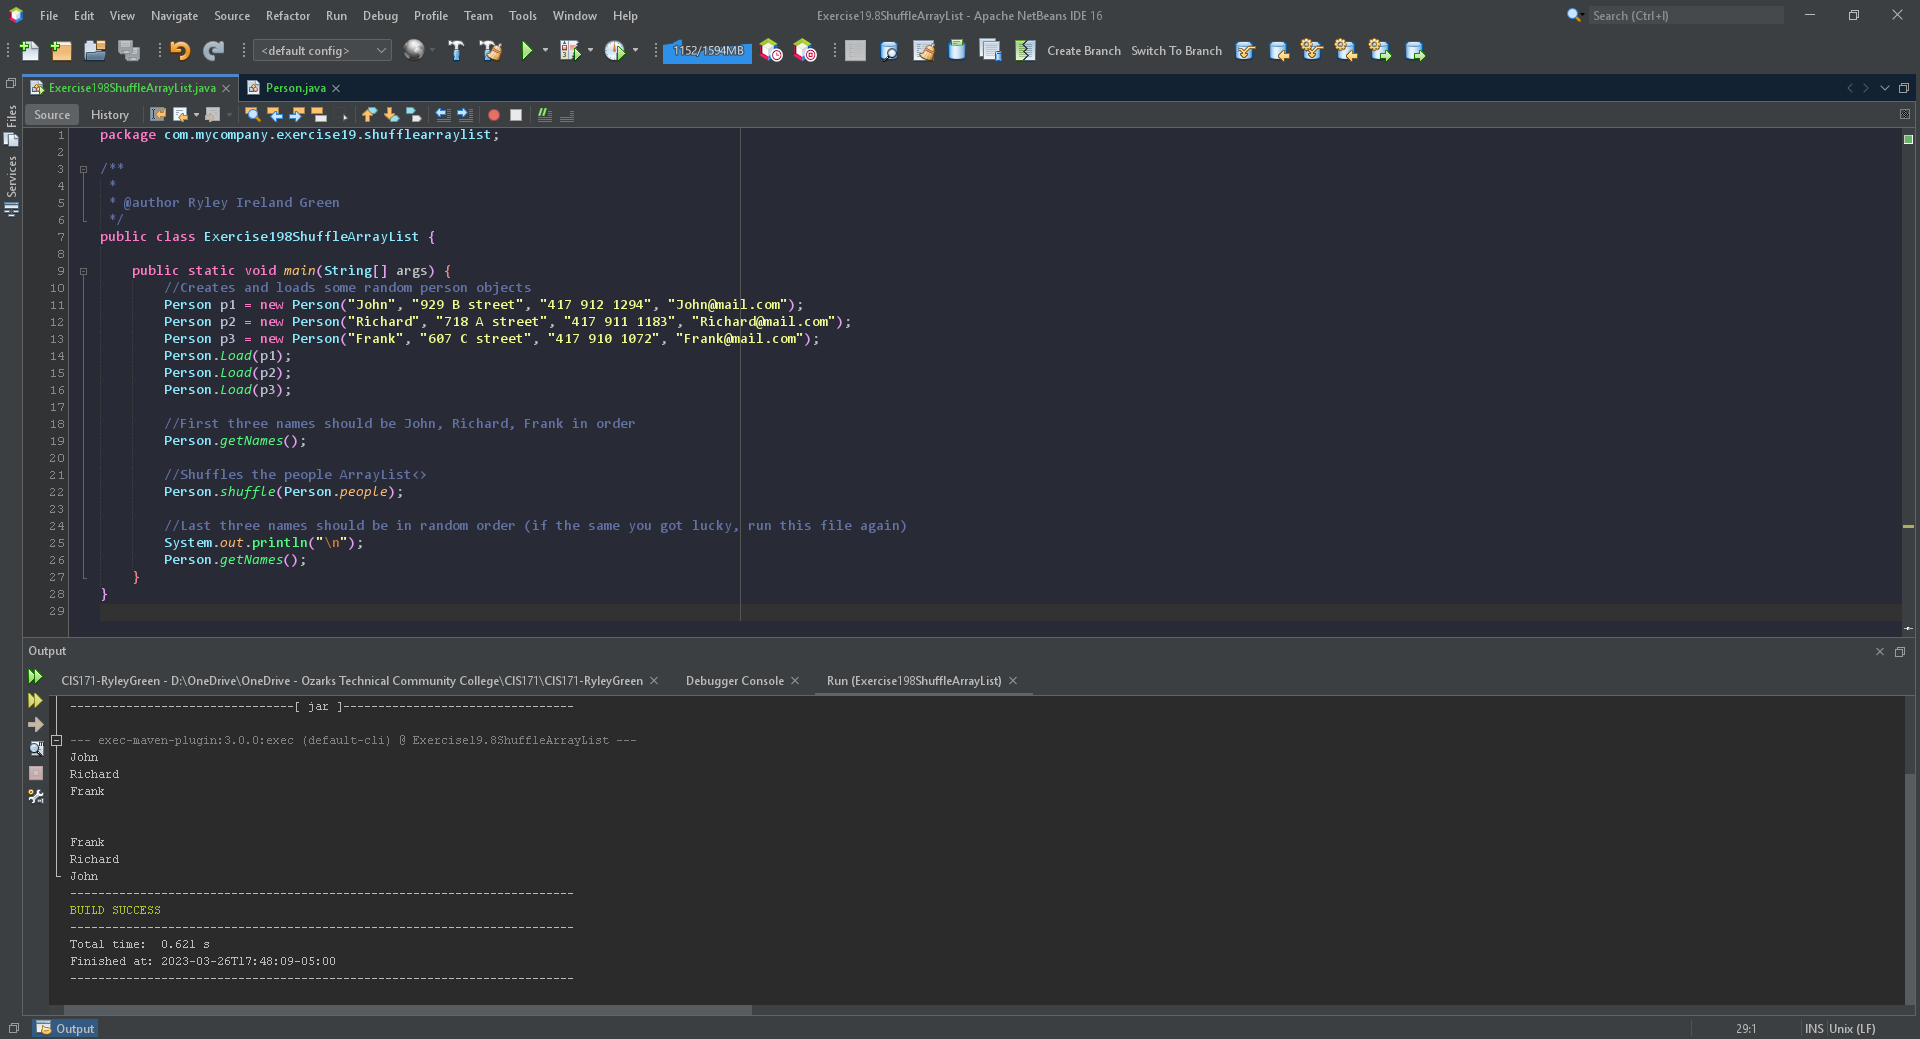 File Edit View Navigate Source Refactor Run Debug Profile Team Tools Window Help Exercise19.8ShuffleArrayList - Apache NetBeans IDE 16 Search (Ctrl+I)
<default config> 1152/1594MB Create Branch Switch To Branch
Exercise198ShuffleArrayList.java Person.java
Files
Services
Source History
1 package com.mycompany.exercise19.shufflearraylist;
2
3 /**
4 *
5 * @author Ryley Ireland Green
6 */
7 public class Exercise198ShuffleArrayList {
8
9 public static void main(String[] args) {
10 //Creates and loads some random person objects
11 Person p1 = new Person("John", "929 B street", "417 912 1294", "John@mail.com");
12 Person p2 = new Person("Richard", "718 A street", "417 911 1183", "Richard@mail.com");
13 Person p3 = new Person("Frank", "607 C street", "417 910 1072", "Frank@mail.com");
14 Person.Load(p1);
15 Person.Load(p2);
16 Person.Load(p3);
17
18 //First three names should be John, Richard, Frank in order
19 Person.getNames();
20
21 //Shuffles the people ArrayList<>
22 Person.shuffle(Person.people);
23
24 //Last three names should be in random order (if the same you got lucky, run this file again)
25 System.out.println("\n");
26 Person.getNames();
27 }
28 }
29
Output
CIS171-RyleyGreen - D:\OneDrive\OneDrive - Ozarks Technical Community College\CIS171\CIS171-RyleyGreen Debugger Console Run (Exercise198ShuffleArrayList)
--------------------------------[ jar ]---------------------------------
--- exec-maven-plugin:3.0.0:exec (default-cli) @ Exercise19.8ShuffleArrayList ---
John
Richard
Frank
Frank
Richard
John
------------------------------------------------------------------------
BUILD SUCCESS
------------------------------------------------------------------------
Total time: 0.621 s
Finished at: 2023-03-26T17:48:09-05:00
------------------------------------------------------------------------
Output 29:1 INS Unix (LF)